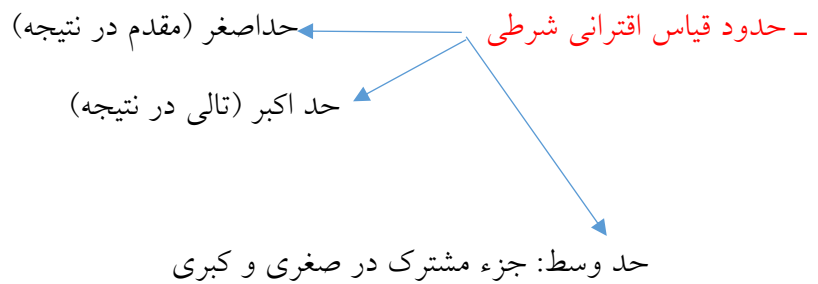 ـ حدود قیاس اقترانی شرطی
حداصغر (مقدم در نتیجه)
حد اکبر (تالی در نتیجه)
حد وسط: جزء مشترک در صغری و کبری